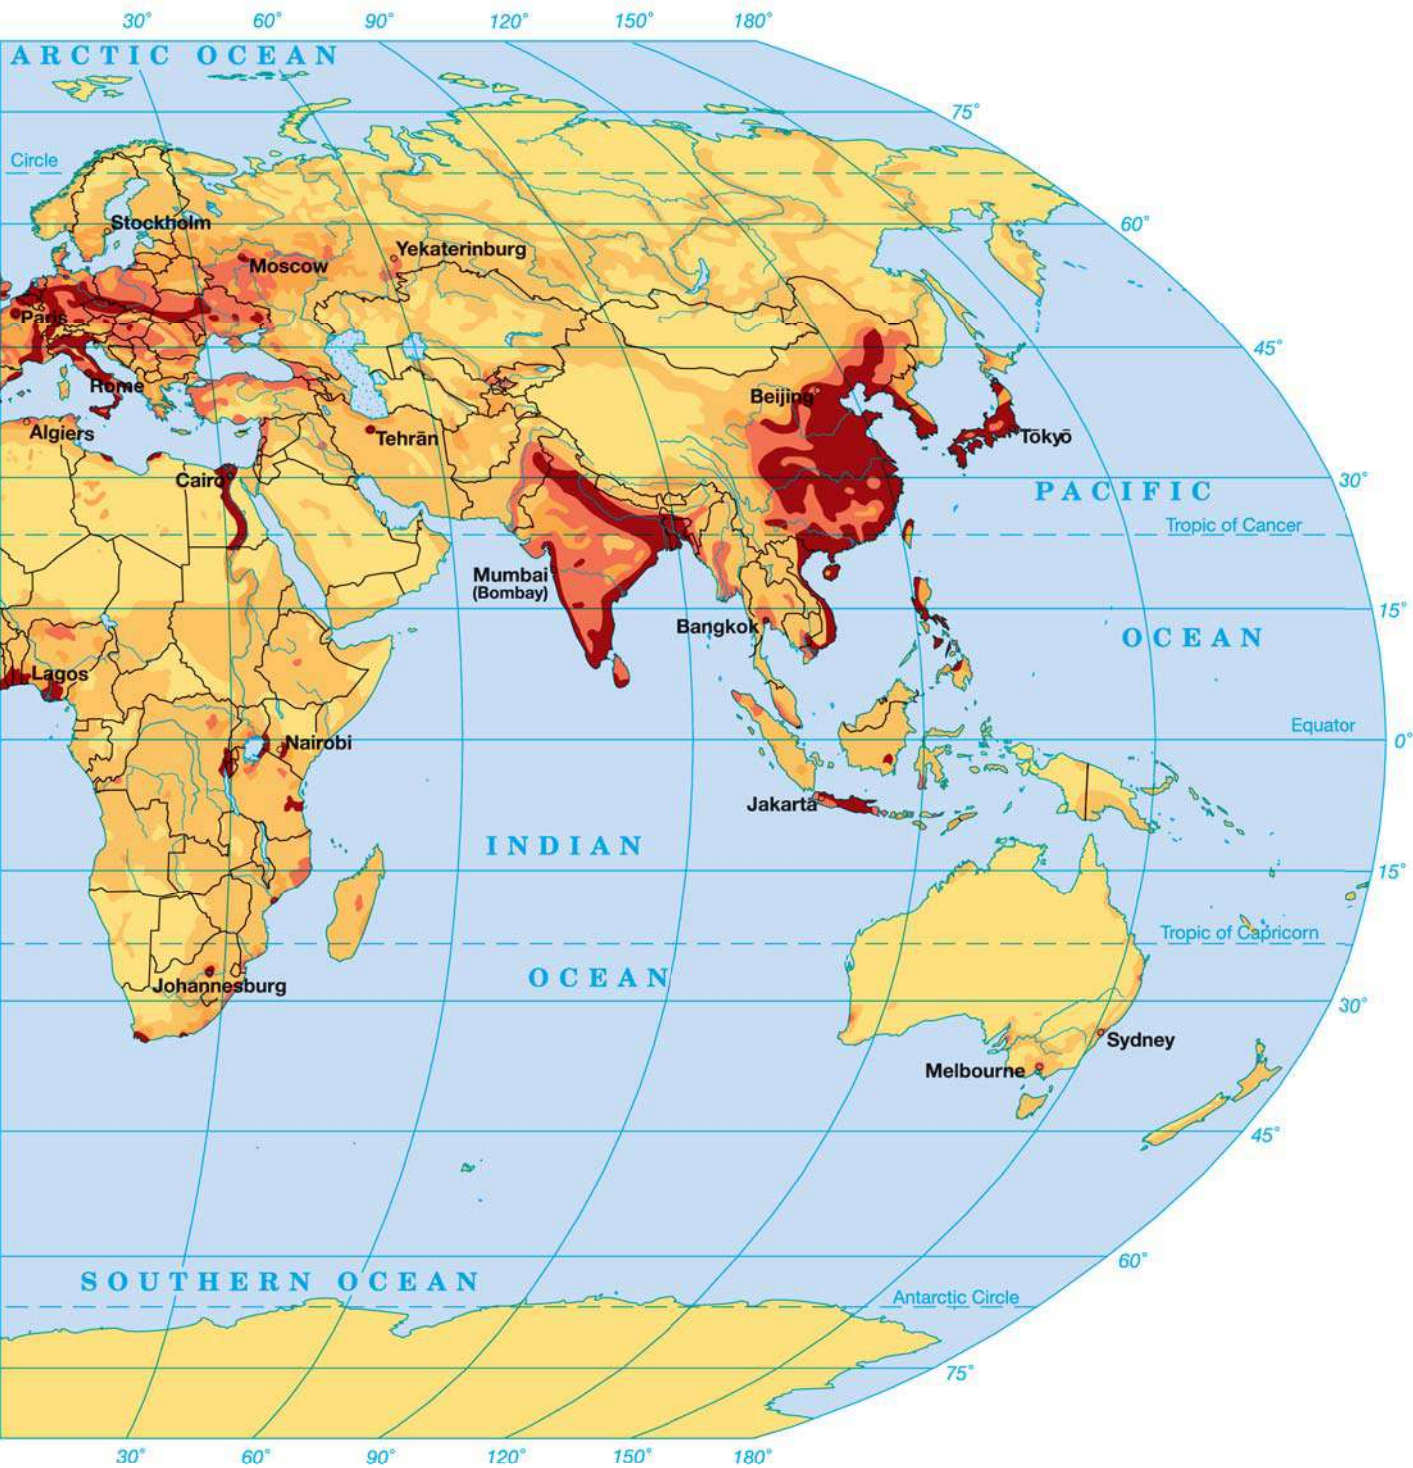 30°
60°
90°
120°
150°
180°
ARCTIC OCEAN
75°
Circle
60°
Stockholm
Yekaterinburg
Moscow
Paris
45°
Rome
Beijing
Algiers
Tehrān
Tōkyō
Cairo
30°
PACIFIC
Tropic of Cancer
Mumbai
(Bombay)
15°
Bangkok
OCEAN
Lagos
Equator
Nairobi
0°
Jakarta
INDIAN
15°
Tropic of Capricorn
OCEAN
Johannesburg
30°
Sydney
Melbourne
45°
60°
SOUTHERN OCEAN
Antarctic Circle
75°
30°
60°
90°
120°
150°
180°